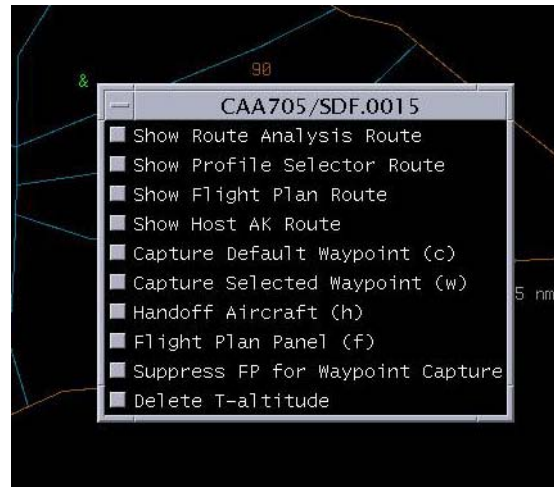 90
&
CAA705/SDF.0015
Show Route Analysis Route
Show Profile Selector Route
Show Flight Plan Route
Show Host AK Route
Capture Default Waypoint (c)
Capture Selected Waypoint (w)
5 nm
Handoff Aircraft (h)
Flight Plan Panel (f)
Suppress FP for Waypoint Capture
Delete T-altitude